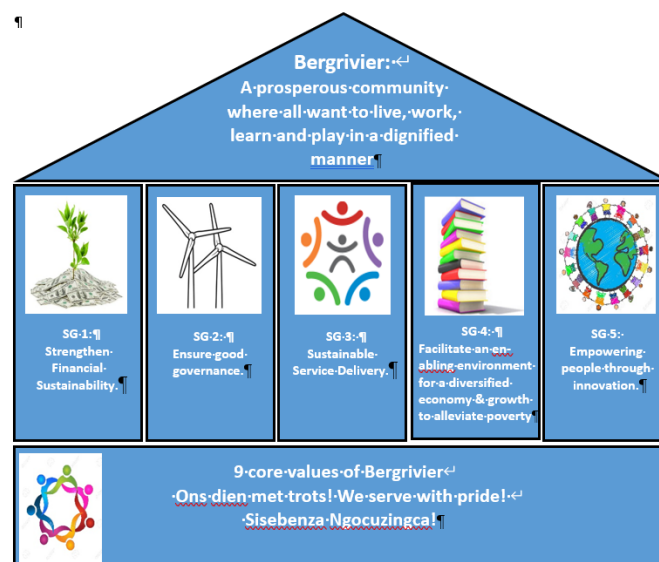 Bergrivier:
A prosperous community
where all want to live, work,
learn and play in a dignified
manner
SG 1:
Strengthen
Financial
Sustainability.
SG 2:
Ensure good
governance.
SG 3:
Sustainable
Service Delivery.
SG 4:
Facilitate an en-
abling environment
for a diversified
economy & growth
to alleviate poverty
SG 5:
Empowering
people through
innovation.
9 core values of Bergrivier
Ons dien met trots! We serve with pride!
Sisebenza Ngocuzingca!